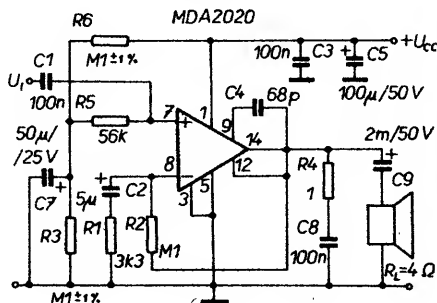 R6
MDA2020
M1±1%
100n
C3
C5
+
+Ucc
100µ/50V
C1
U₁
100n
R5
56k
7
+
1
9
C4
68p
14
12
8
-
3
5
2m/50V
+
C9
R4
1
C8
100n
50µ/
/25V
C7
+
5µ
+
C2
R3
R1
3k3
R2
M1
M1±1%
R_L=4Ω